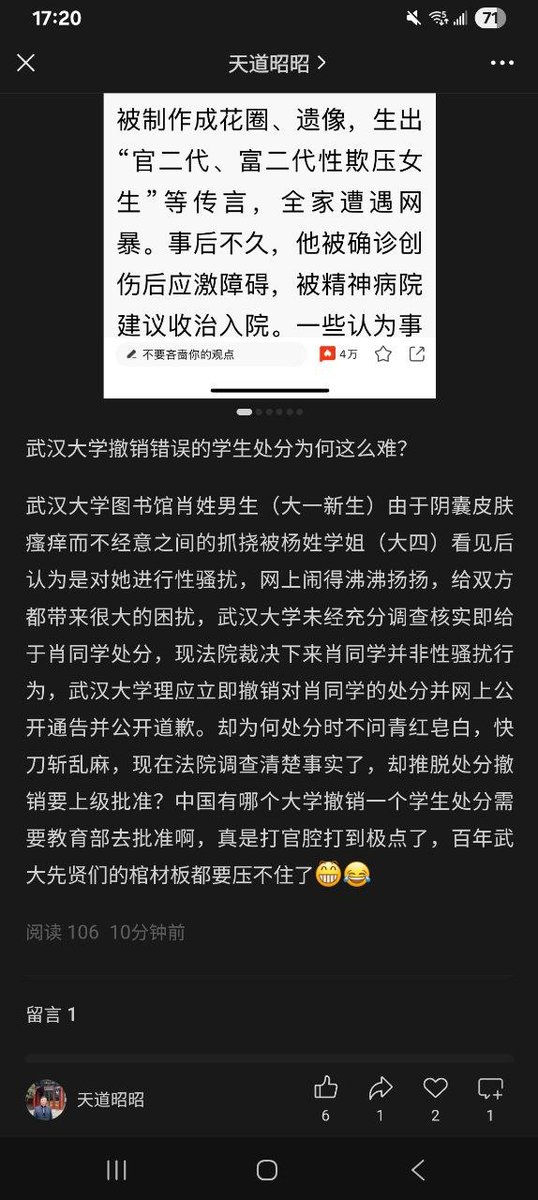 17:20
71
天道昭昭
被制作成花圈、遗像，生出
“官二代、富二代性欺压女
生”等传言，全家遭遇网
暴。事后不久，他被确诊创
伤后应激障碍，被精神病院
建议收治入院。一些认为事
不要吝啬你的观点
4万
武汉大学撤销错误的学生处分为何这么难？
武汉大学图书馆肖姓男生（大一新生）由于阴囊皮肤
瘙痒而不经意之间的抓挠被杨姓学姐（大四）看见后
认为是对她进行性骚扰，网上闹得沸沸扬扬，给双方
都带来很大的困扰，武汉大学未经充分调查核实即给
于肖同学处分，现法院裁决下来肖同学并非性骚扰行
为，武汉大学理应立即撤销对肖同学的处分并网上公
开通告并公开道歉。却为何处分时不问青红皂白，快
刀斩乱麻，现在法院调查清楚事实了，却推脱处分撤
销要上级批准？中国有哪个大学撤销一个学生处分需
要教育部去批准啊，真是打官腔打到极点了，百年武
大先贤们的棺材板都要压不住了😁😂
阅读 106 10分钟前
留言 1
天道昭昭
6
1
2
1